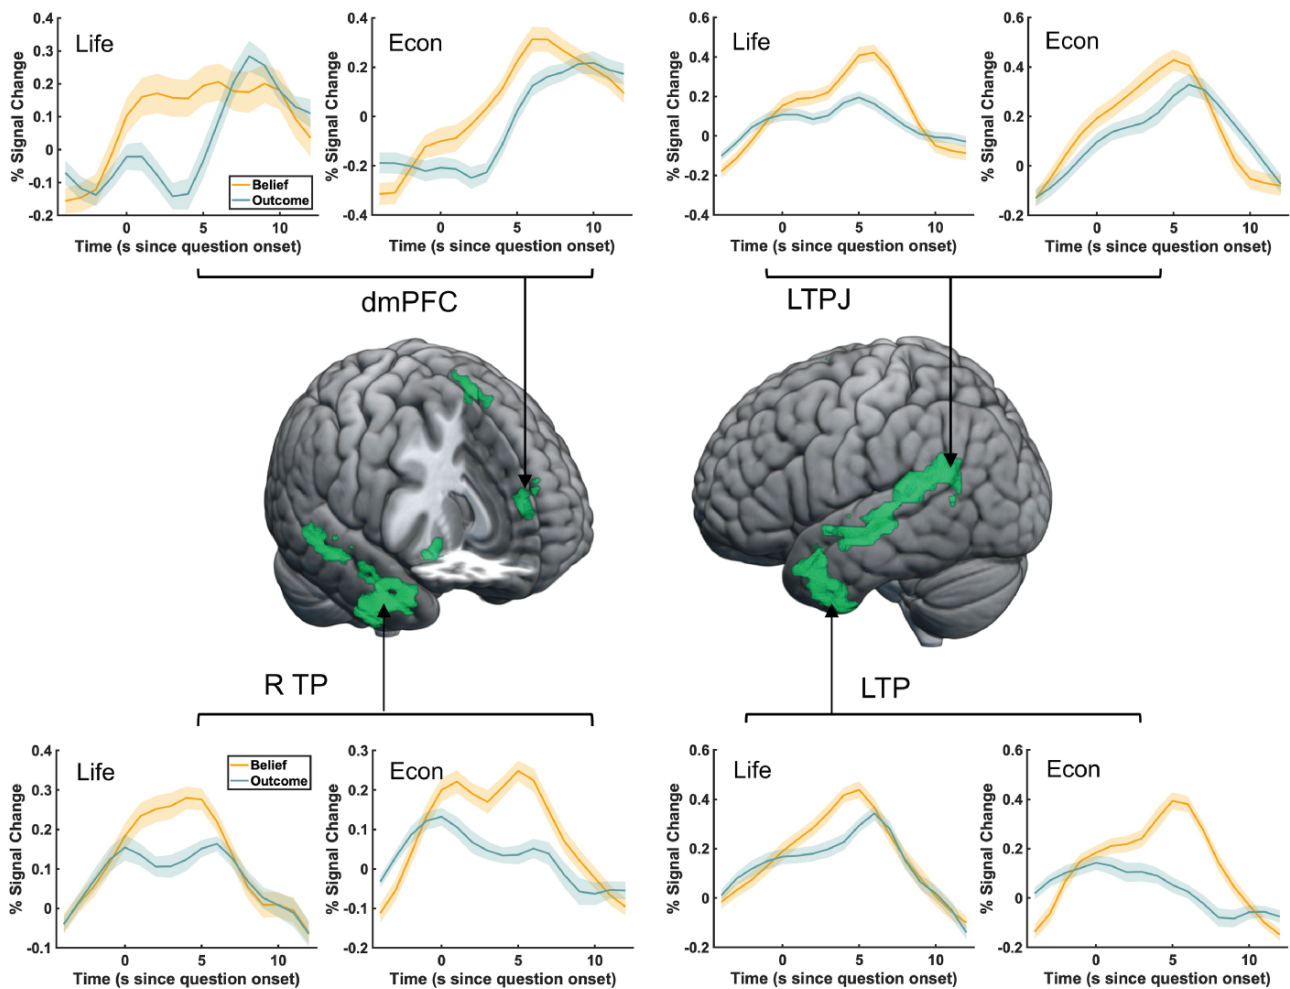 Life
% Signal Change
0.4
0.3
0.2
0.1
0
-0.1
-0.2
Belief
Outcome
0 5 10
Time (s since question onset)
Econ
% Signal Change
0.4
0.2
0
-0.2
-0.4
0 5 10
Time (s since question onset)
Life
% Signal Change
0.6
0.4
0.2
0
-0.2
-0.4
0 5 10
Time (s since question onset)
Econ
% Signal Change
0.6
0.4
0.2
0
-0.2
0 5 10
Time (s since question onset)
dmPFC
LTPJ
R TP
LTP
Life
% Signal Change
0.4
0.3
0.2
0.1
0
-0.1
Belief
Outcome
0 5 10
Time (s since question onset)
Econ
% Signal Change
0.3
0.2
0.1
0
-0.1
-0.2
0 5 10
Time (s since question onset)
Life
% Signal Change
0.6
0.4
0.2
0
-0.2
0 5 10
Time (s since question onset)
Econ
% Signal Change
0.6
0.4
0.2
0
-0.2
0 5 10
Time (s since question onset)